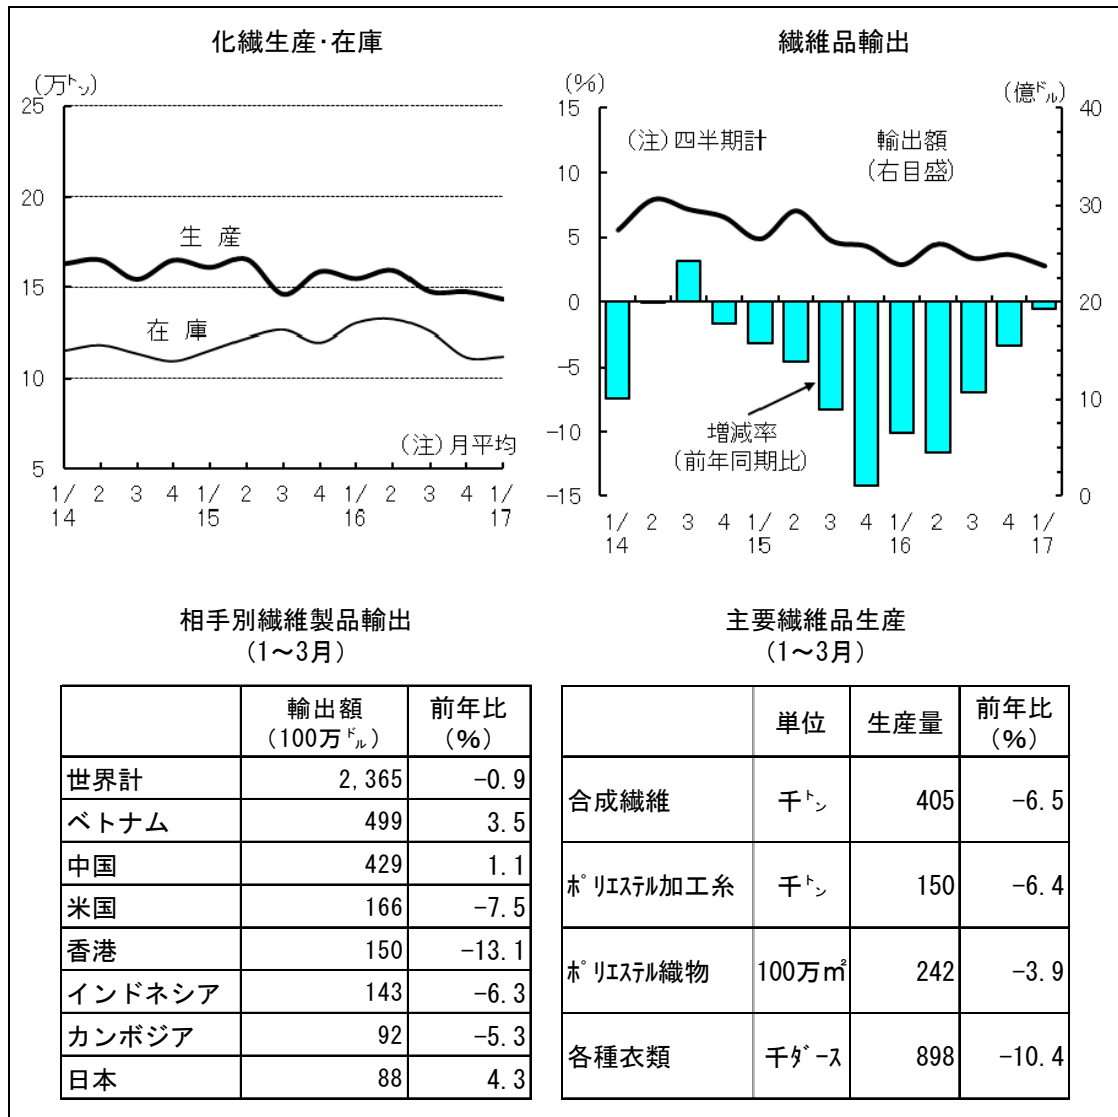 化繊生産･在庫
(万㌧)
25
20
15
10
5
生 産
在 庫
(注)月平均
1/ 2 3 4 1/ 2 3 4 1/ 2 3 4 1/
14 15 16 17
繊維品輸出
(%)
(億㌦)
15
10
5
0
-5
-10
-15
40
30
20
10
0
(注)四半期計
輸出額
(右目盛)
増減率
(前年同期比)
1/ 2 3 4 1/ 2 3 4 1/ 2 3 4 1/
14 15 16 17
相手別繊維製品輸出
(1～3月)
輸出額 前年比
(100万㌦) (%)
世界計 2,365 -0.9
ベトナム 499 3.5
中国 429 1.1
米国 166 -7.5
香港 150 -13.1
インドネシア 143 -6.3
カンボジア 92 -5.3
日本 88 4.3
主要繊維品生産
(1～3月)
単位 生産量 前年比
(%)
合成繊維 千㌧ 405 -6.5
ﾎﾟﾘｴｽﾃﾙ加工糸 千㌧ 150 -6.4
ﾎﾟﾘｴｽﾃﾙ織物 100万㎡ 242 -3.9
各種衣類 千ﾀﾞｰｽ 898 -10.4